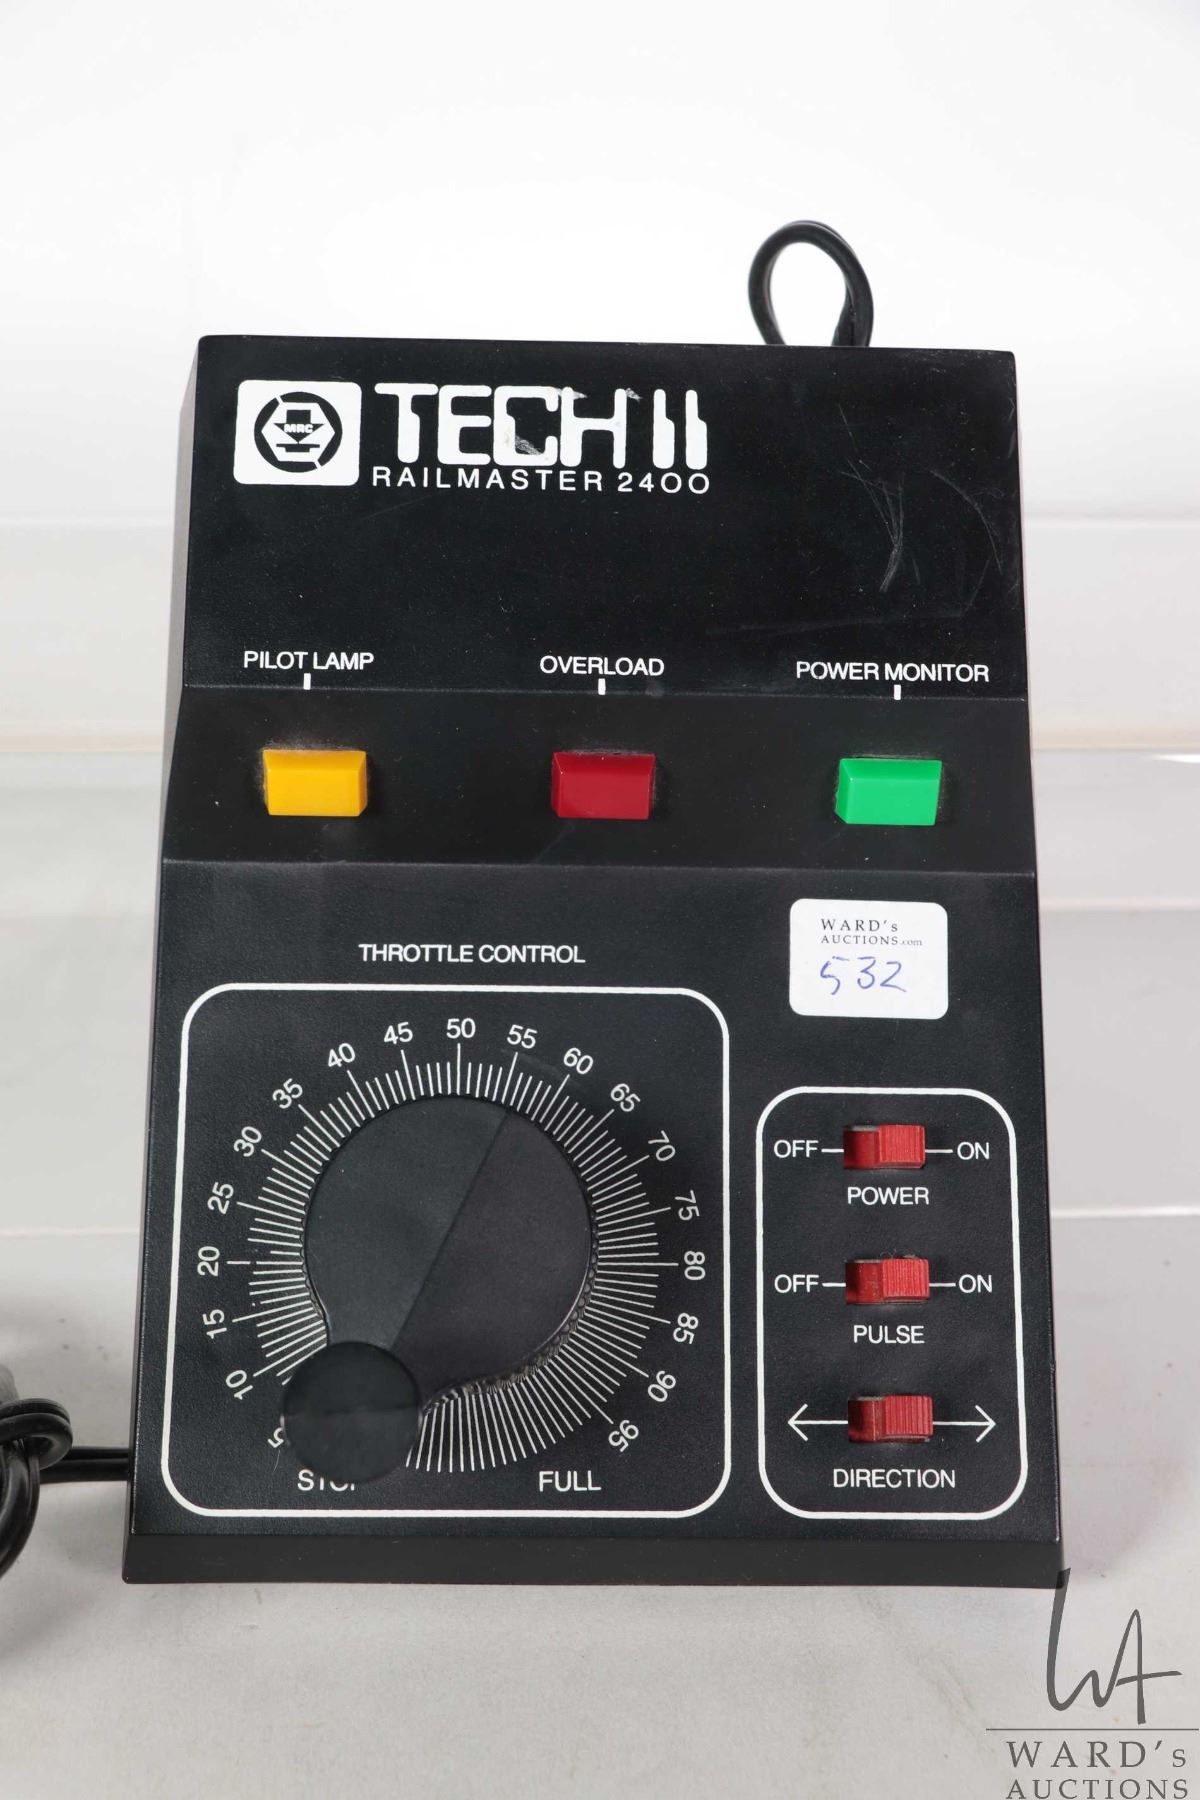 MRC
TECH II
RAILMASTER 2400
PILOT LAMP OVERLOAD POWER MONITOR
WARD's
AUCTIONS.com
532
THROTTLE CONTROL
5 10 15 20 25 30 35 40 45 50 55 60 65 70 75 80 85 90 95
FULL
OFF ON
POWER
OFF ON
PULSE
DIRECTION
WA
WARD's
AUCTIONS